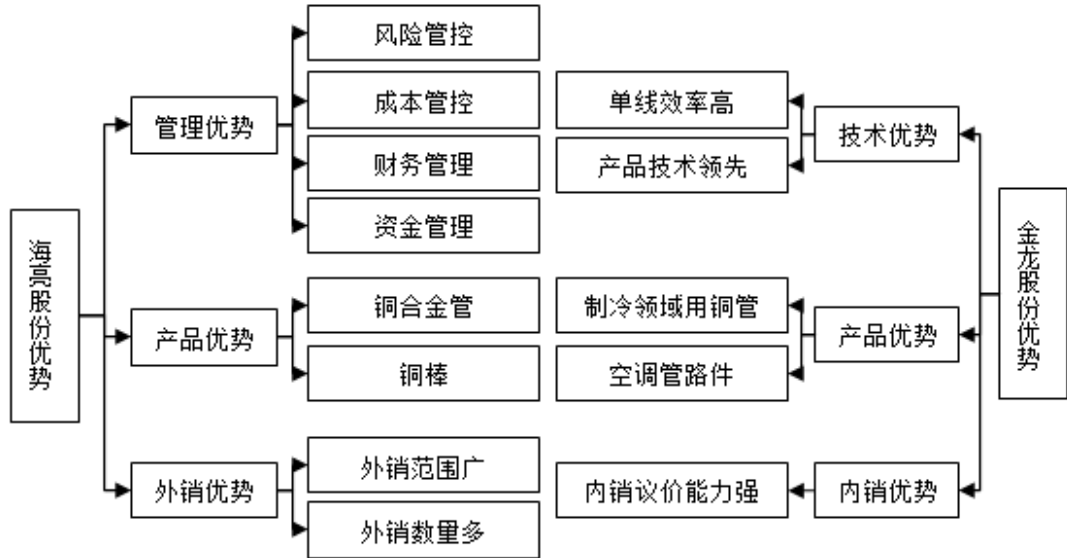 海亮股份优势
管理优势
风险管控
成本管控
财务管理
资金管理
产品优势
铜合金管
铜棒
外销优势
外销范围广
外销数量多
金龙股份优势
技术优势
单线效率高
产品技术领先
产品优势
制冷领域用铜管
空调管路件
内销优势
内销议价能力强